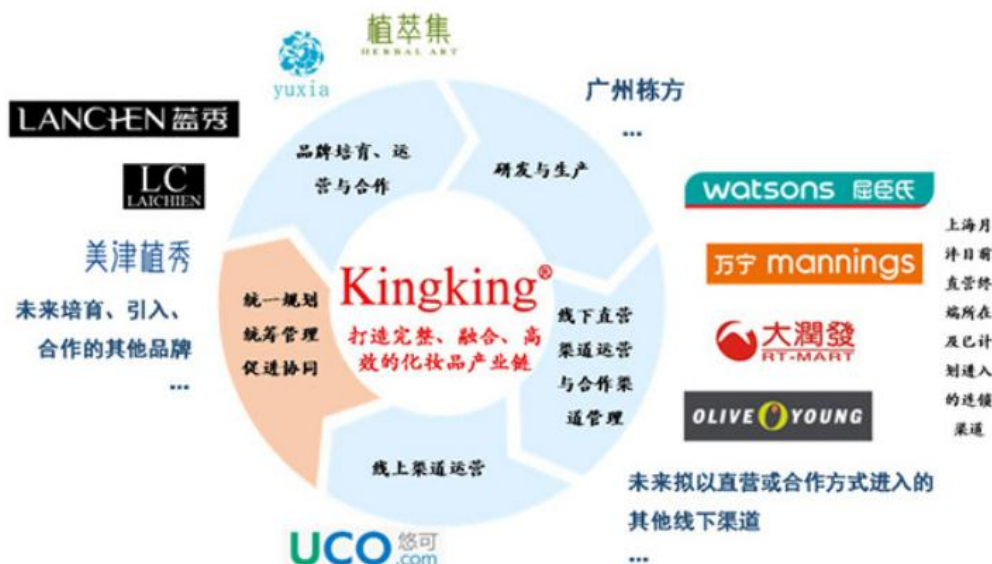 植萃集
HERBAL ART
yuxia
LANCHEN 蓝秀
LC
LAICHIEN
美津植秀
未来培育、引入、
合作的其他品牌
...
品牌培育、运
营与合作
研发与生产
广州栋方
...
watsons 屈臣氏
万宁 mannings
大潤發
RT-MART
OLIVE YOUNG
上海月
沣目前
直营终
端所在
及已计
划进入
的连锁
渠道
统一规划
统筹管理
促进协同
Kingking®
打造完整、融合、高
效的化妆品产业链
线下直营
渠道运营
与合作渠
道管理
线上渠道运营
未来拟以直营或合作方式进入的
其他线下渠道
...
UCO 悠可
.com